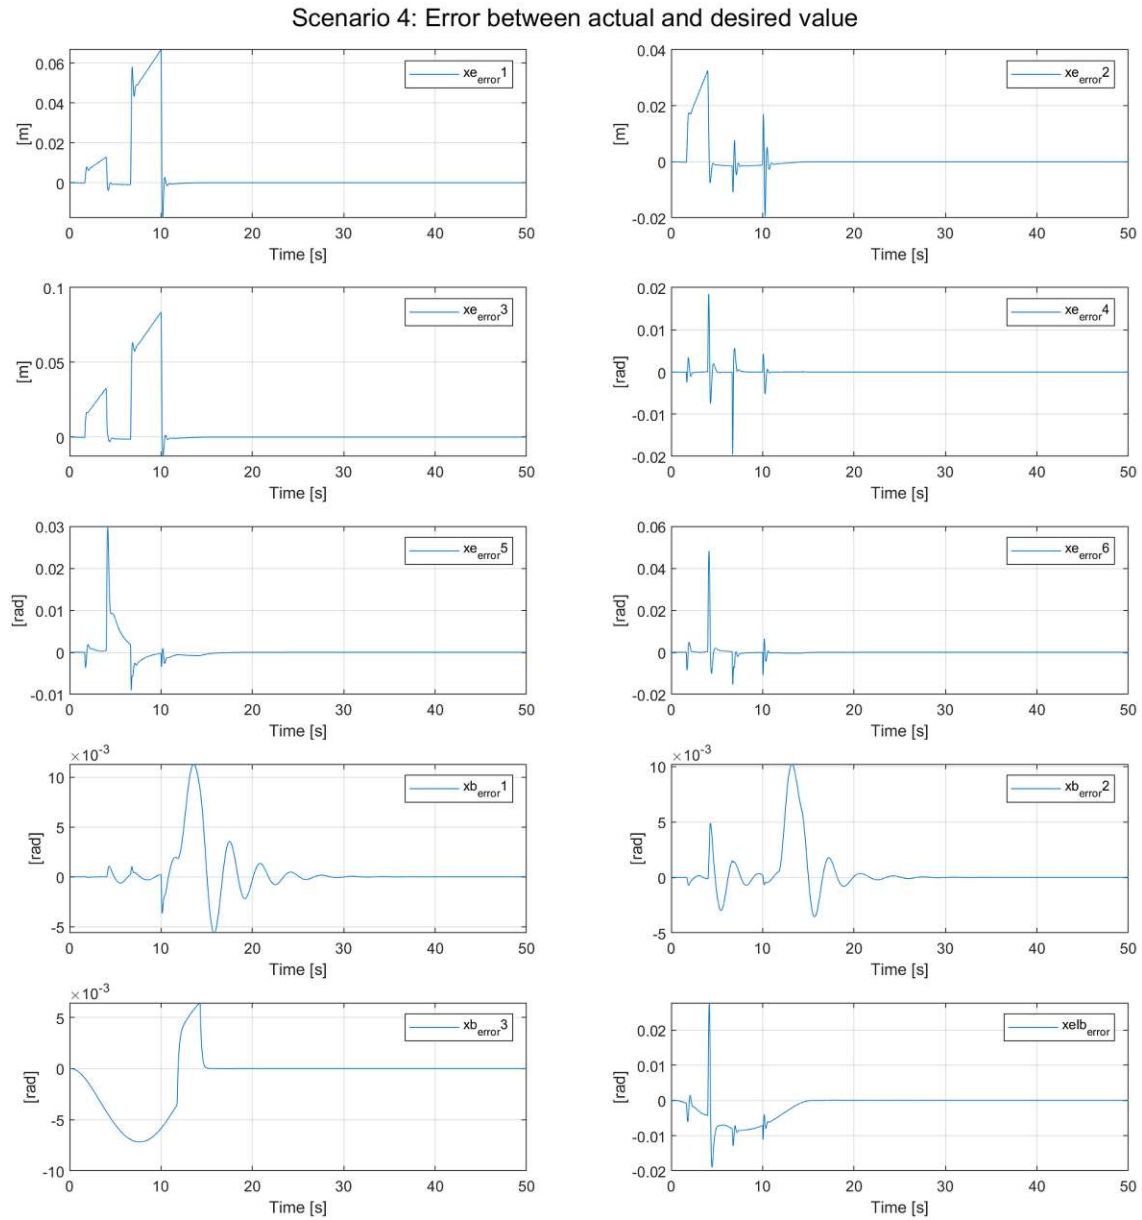 Scenario 4: Error between actual and desired value
0.06
0.04
0.02
0
[m]
xe_error1
0 10 20 30 40 50
Time [s]
0.04
0.02
0
-0.02
[m]
xe_error2
0 10 20 30 40 50
Time [s]
0.1
0.05
0
[m]
xe_error3
0 10 20 30 40 50
Time [s]
0.02
0.01
0
-0.01
-0.02
[rad]
xe_error4
0 10 20 30 40 50
Time [s]
0.03
0.02
0.01
0
-0.01
[rad]
xe_error5
0 10 20 30 40 50
Time [s]
0.06
0.04
0.02
0
-0.02
[rad]
xe_error6
0 10 20 30 40 50
Time [s]
×10^-3
10
5
0
-5
[rad]
xb_error1
0 10 20 30 40 50
Time [s]
×10^-3
10
5
0
-5
[rad]
xb_error2
0 10 20 30 40 50
Time [s]
×10^-3
5
0
-5
-10
[rad]
xb_error3
0 10 20 30 40 50
Time [s]
0.02
0.01
0
-0.01
-0.02
[rad]
xelb_error
0 10 20 30 40 50
Time [s]